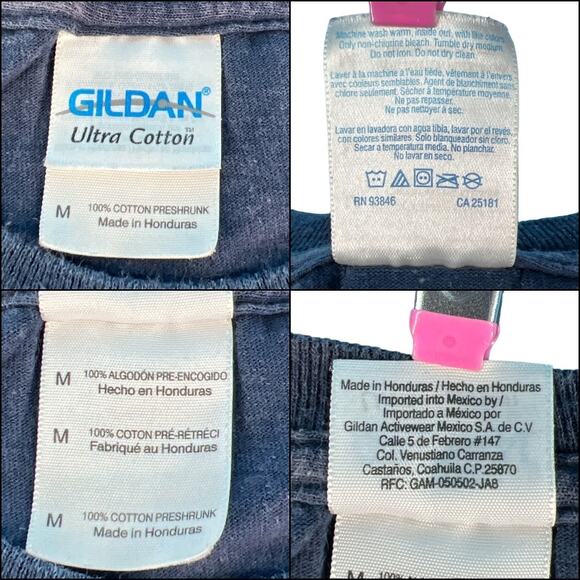 GILDAN®
Ultra Cotton™
M 100% COTTON PRESHRUNK
Made in Honduras
Machine wash warm, inside out, with like colors.
Only non-chlorine bleach. Tumble dry medium.
Do not iron. Do not dry clean.
Laver à la machine à l'eau tiède, vêtement à l'envers
avec couleurs semblables. Agent de blanchiment sans
chlore seulement. Sécher à température moyenne.
Ne pas repasser.
Ne pas nettoyer à sec.
Lavar en lavadora con agua tibia, lavar por el revés,
con colores similares. Solo blanqueador sin cloro.
Secar a temperatura media. No planchar.
No lavar en seco.
RN 93846 CA 25181
M 100% ALGODÓN PRE-ENCOGIDO
Hecho en Honduras
M 100% COTON PRÉ-RÉTRÉCI
Fabriqué au Honduras
M 100% COTTON PRESHRUNK
Made in Honduras
Made in Honduras/Hecho en Honduras
Imported into Mexico by/
Importado a México por
Gildan Activewear Mexico S.A. de C.V
Calle 5 de Febrero #147
Col. Venustiano Carranza
Castaños, Coahuila C.P. 25870
RFC: GAM-050502-JA8
M